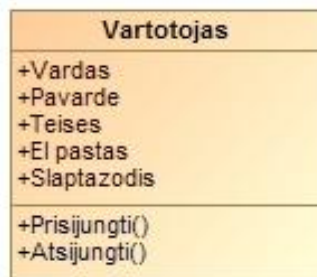 Vartotojas
+Vardas
+Pavarde
+Teises
+El pastas
+Slaptazodis
+Prisijungti()
+Atsijungti()